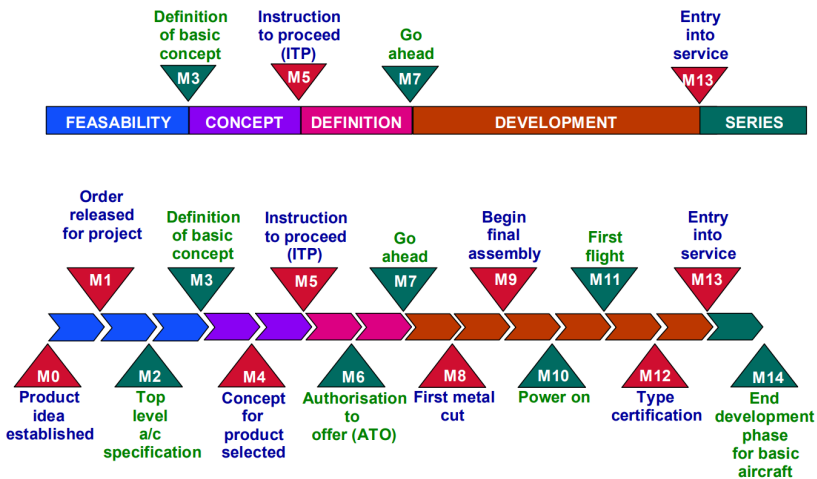 Definition
of basic
concept
Instruction
to proceed
(ITP)
Go
ahead
Entry
into
service
M3
M5
M7
M13
FEASABILITY
CONCEPT
DEFINITION
DEVELOPMENT
SERIES
Order
released
for project
Definition
of basic
concept
Instruction
to proceed
(ITP)
Go
ahead
Begin
final
assembly
First
flight
Entry
into
service
M1
M3
M5
M7
M9
M11
M13
M0
M2
M4
M6
M8
M10
M12
M14
Product
idea
established
Top
level
a/c
specification
Concept
for
product
selected
Authorisation
to
offer (ATO)
First metal
cut
Power on
Type
certification
End
development
phase
for basic
aircraft